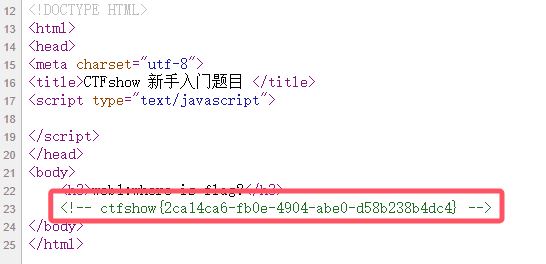 12 <!DOCTYPE HTML>
13 <html>
14 <head>
15 <meta charset="utf-8">
16 <title>CTFshow 新手入门题目 </title>
17 <script type="text/javascript">
18
19 </script>
20 </head>
21 <body>
22 <h3>web1:where is flag?</h3>
23 <!-- ctfshow{2ca14ca6-fb0e-4904-abe0-d58b238b4dc4} -->
24 </body>
25 </html>